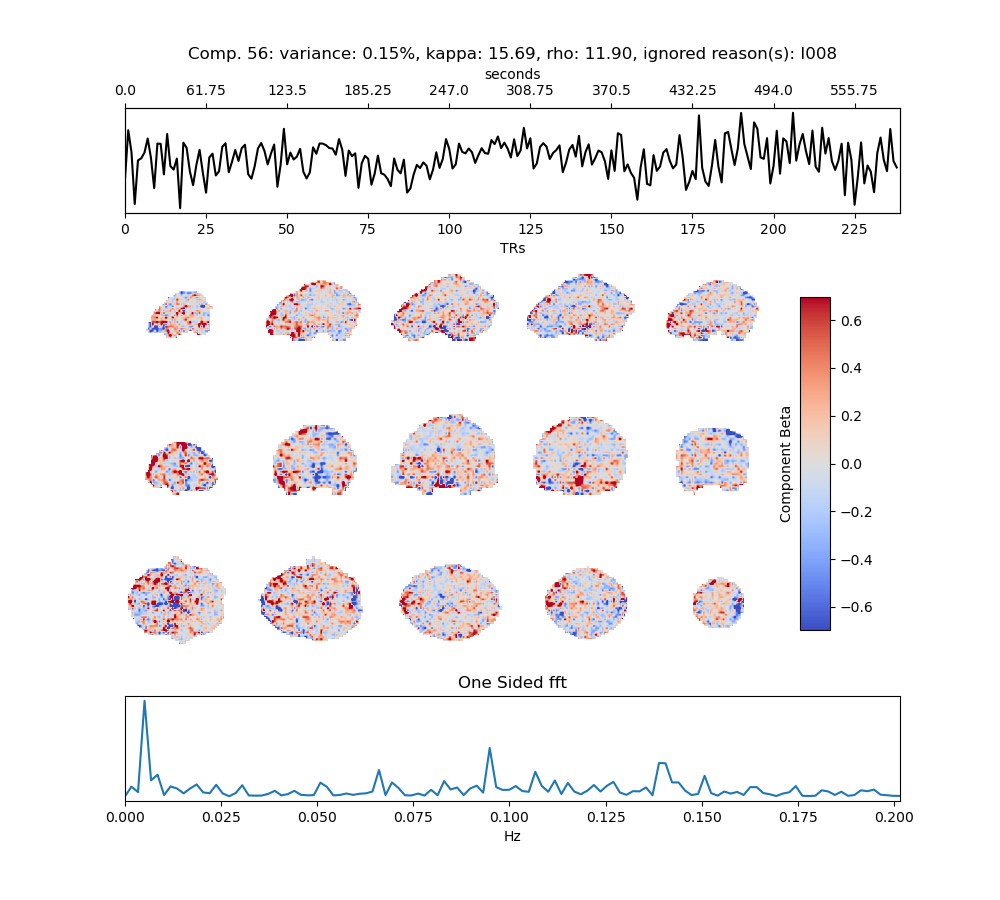 Comp. 56: variance: 0.15%, kappa: 15.69, rho: 11.90, ignored reason(s): I008
seconds
0.0 61.75 123.5 185.25 247.0 308.75 370.5 432.25 494.0 555.75
0 25 50 75 100 125 150 175 200 225
TRs
0.6
0.4
0.2
0.0
−0.2
−0.4
−0.6
Component Beta
One Sided fft
0.000 0.025 0.050 0.075 0.100 0.125 0.150 0.175 0.200
Hz